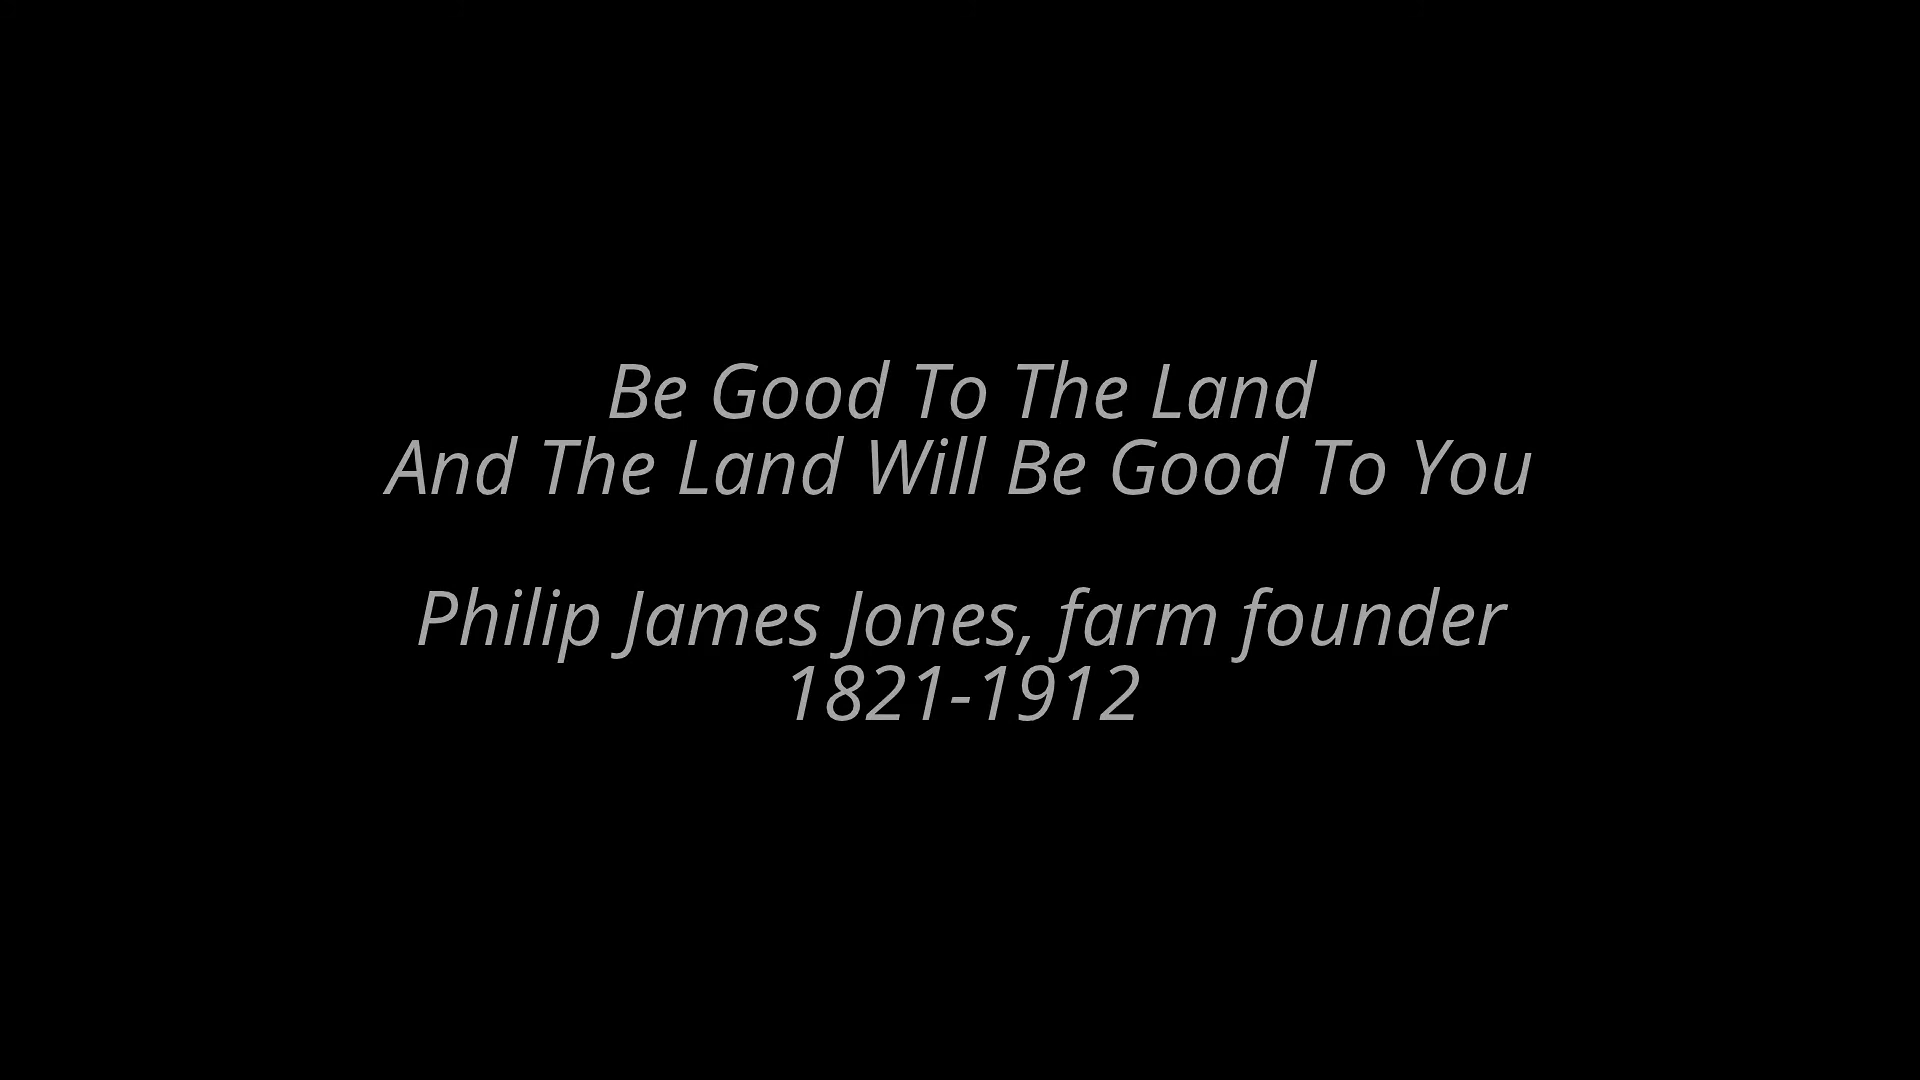 Be Good To The Land
And The Land Will Be Good To You
Philip James Jones, farm founder
1821-1912